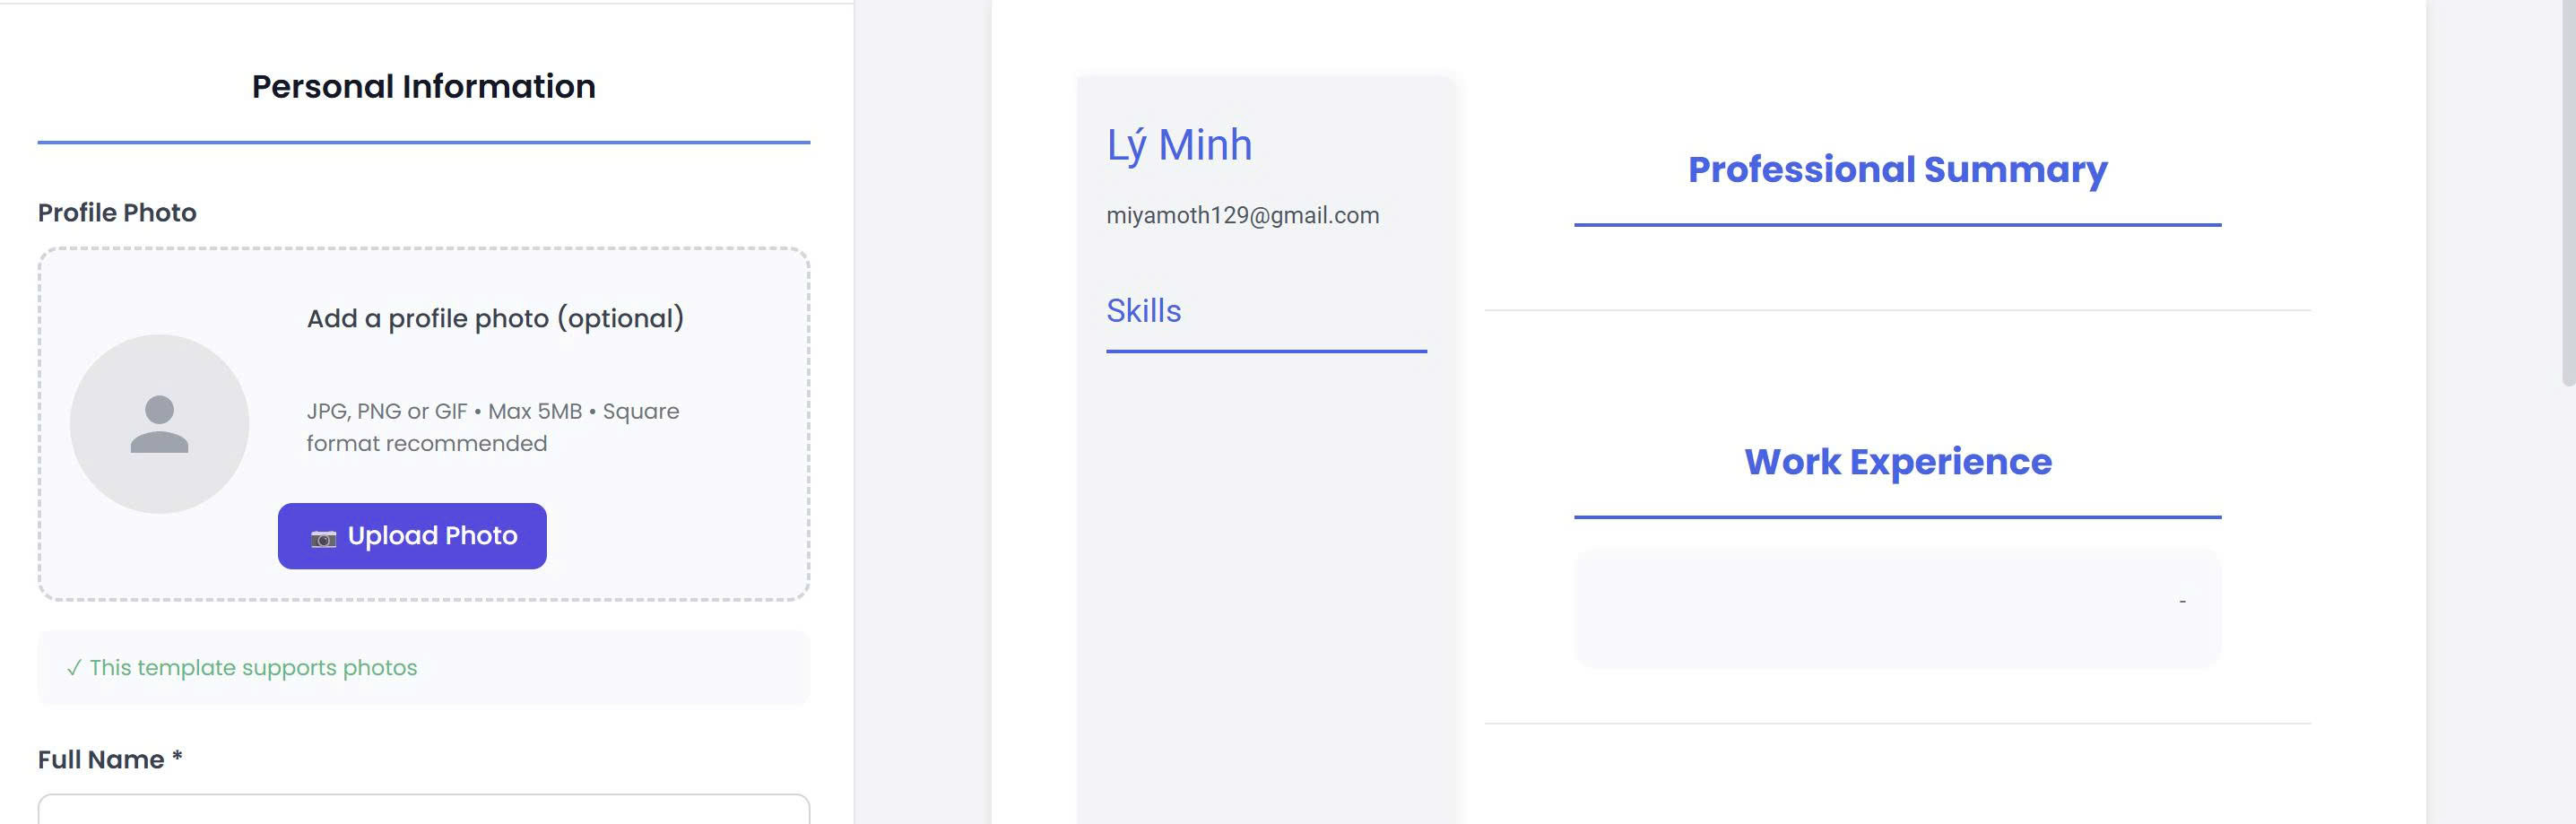 Personal Information
Profile Photo
Add a profile photo (optional)
JPG, PNG or GIF • Max 5MB • Square
format recommended
📷 Upload Photo
✓ This template supports photos
Full Name *
Lý Minh
miyamoth129@gmail.com
Skills
Professional Summary
Work Experience
-